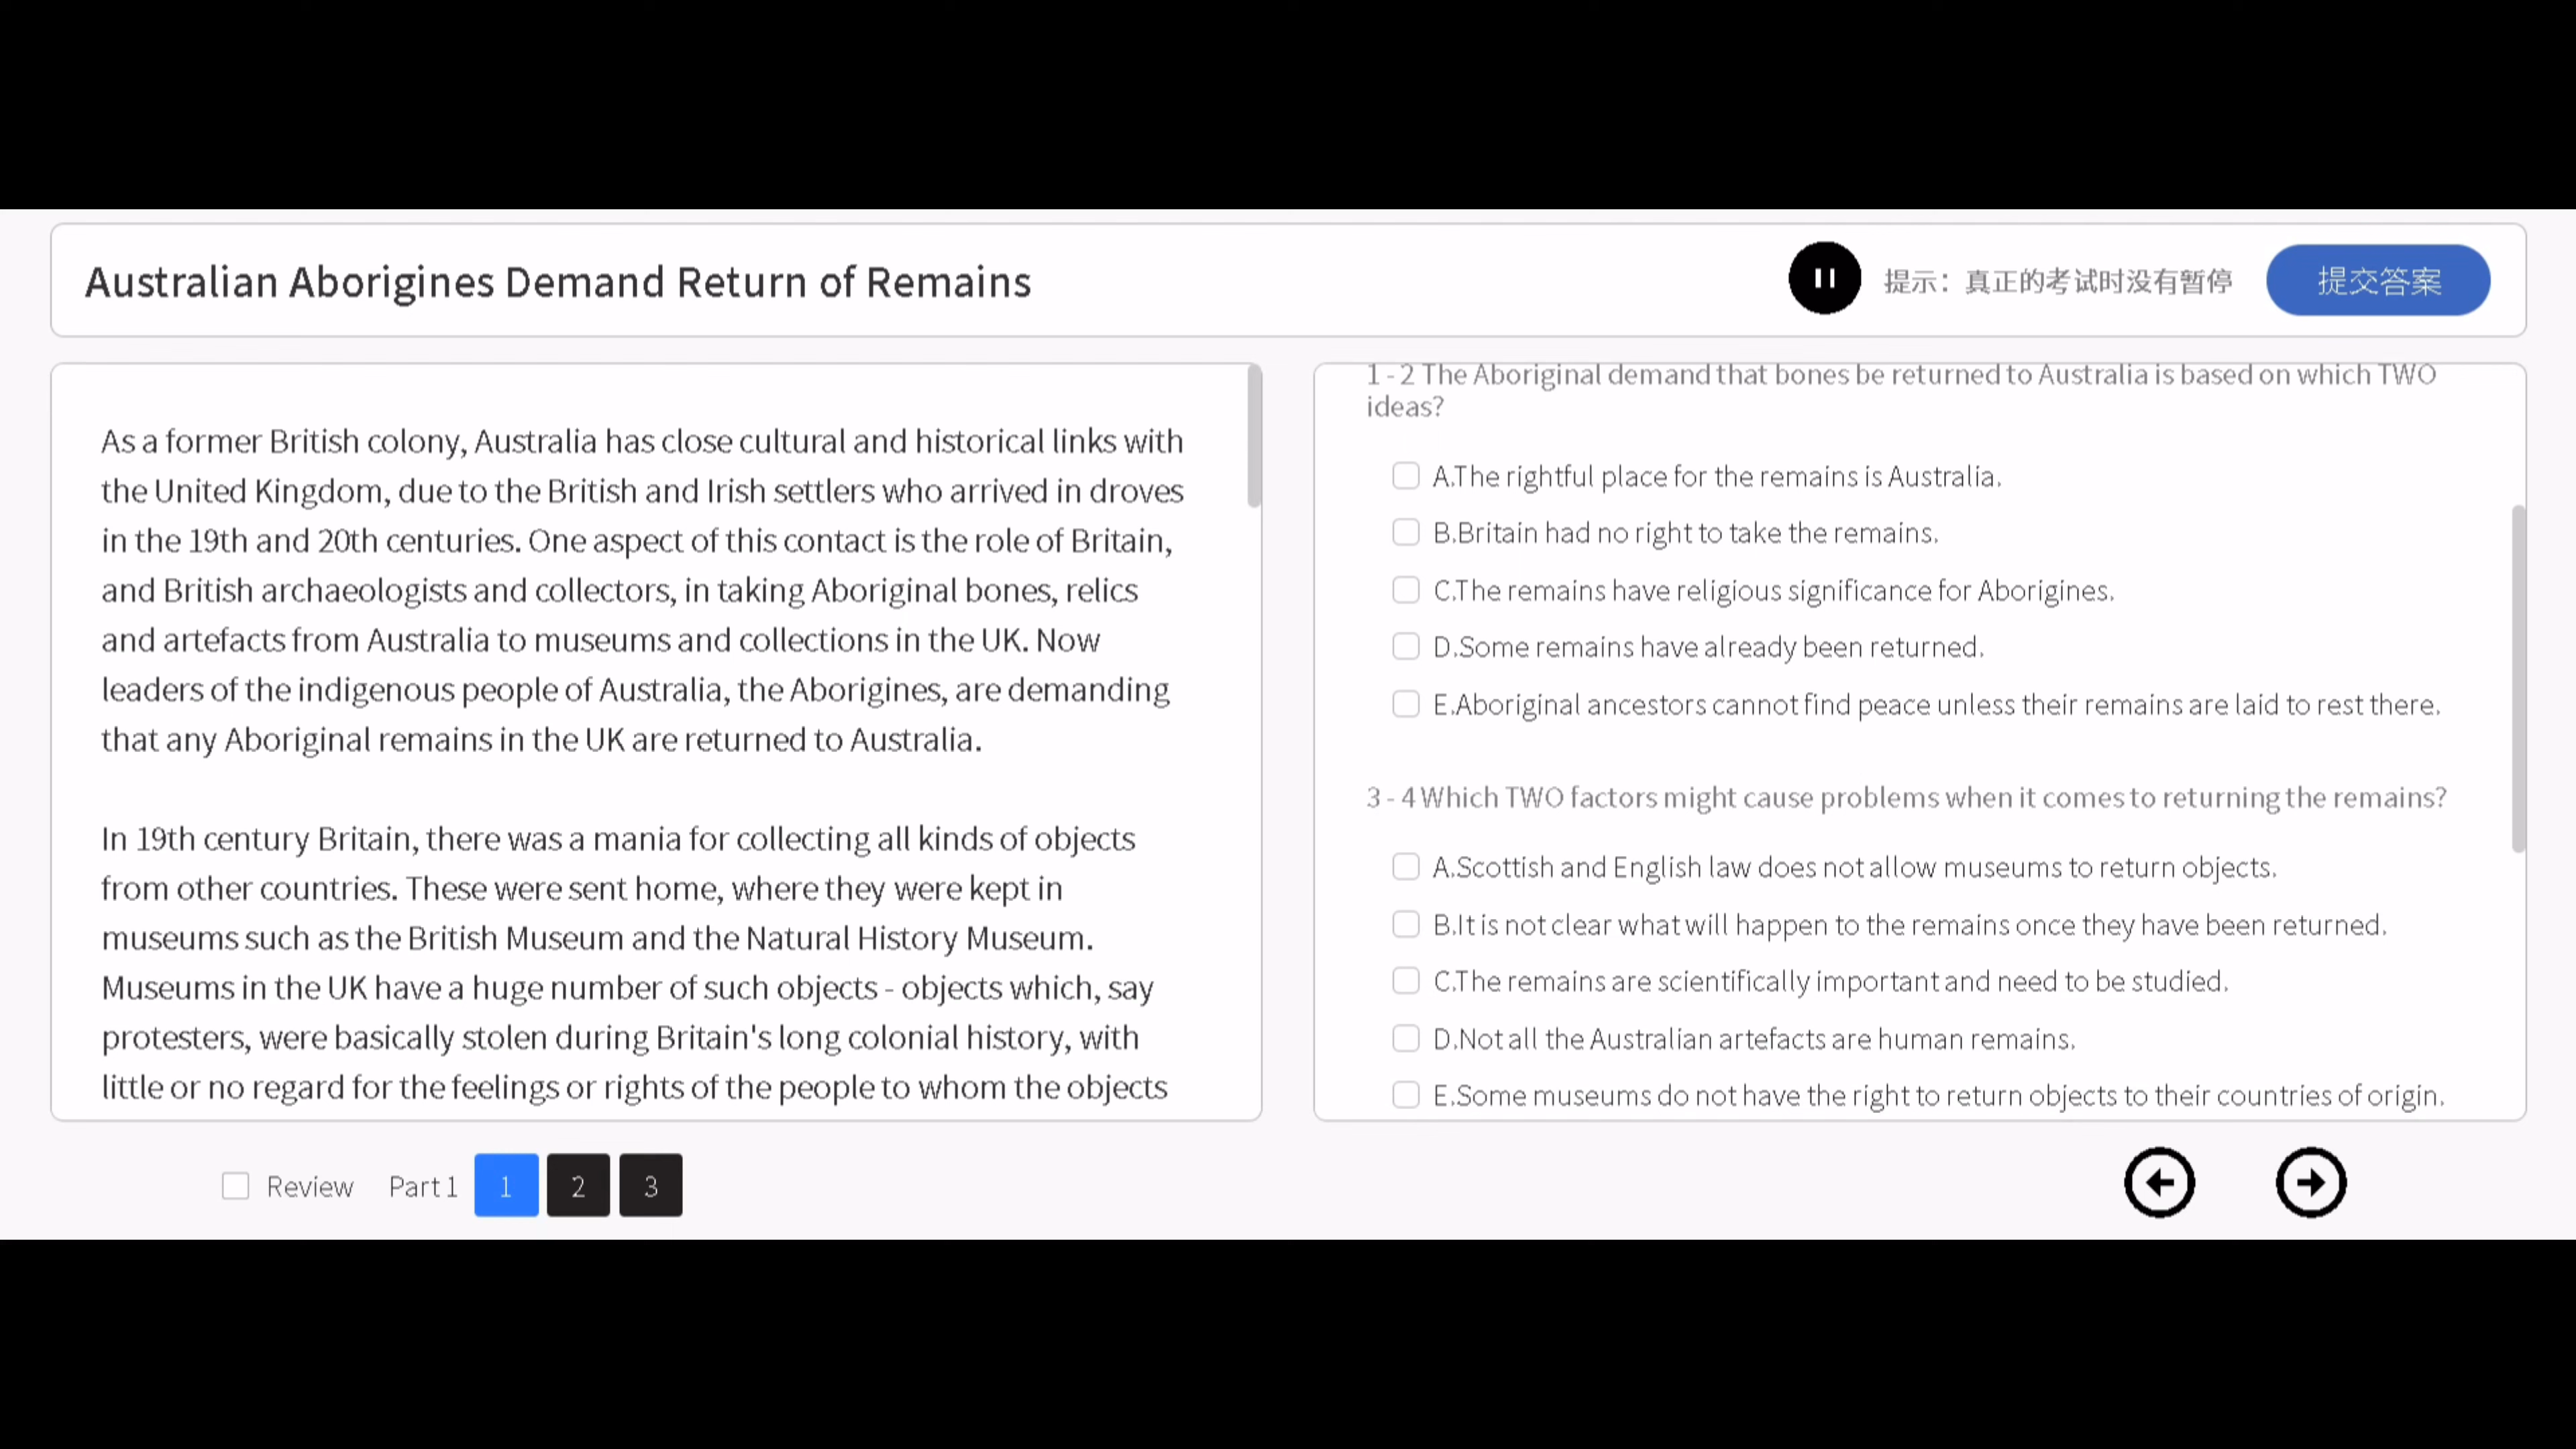 Australian Aborigines Demand Return of Remains
提示：真正的考试时没有暂停
提交答案
As a former British colony, Australia has close cultural and historical links with
the United Kingdom, due to the British and Irish settlers who arrived in droves
in the 19th and 20th centuries. One aspect of this contact is the role of Britain,
and British archaeologists and collectors, in taking Aboriginal bones, relics
and artefacts from Australia to museums and collections in the UK. Now
leaders of the indigenous people of Australia, the Aborigines, are demanding
that any Aboriginal remains in the UK are returned to Australia.
In 19th century Britain, there was a mania for collecting all kinds of objects
from other countries. These were sent home, where they were kept in
museums such as the British Museum and the Natural History Museum.
Museums in the UK have a huge number of such objects - objects which, say
protesters, were basically stolen during Britain's long colonial history, with
little or no regard for the feelings or rights of the people to whom the objects
1 - 2 The Aboriginal demand that bones be returned to Australia is based on which TWO
ideas?
A.The rightful place for the remains is Australia.
B.Britain had no right to take the remains.
C.The remains have religious significance for Aborigines.
D.Some remains have already been returned.
E.Aboriginal ancestors cannot find peace unless their remains are laid to rest there.
3 - 4 Which TWO factors might cause problems when it comes to returning the remains?
A.Scottish and English law does not allow museums to return objects.
B.It is not clear what will happen to the remains once they have been returned.
C.The remains are scientifically important and need to be studied.
D.Not all the Australian artefacts are human remains.
E.Some museums do not have the right to return objects to their countries of origin.
Review Part 1 1 2 3